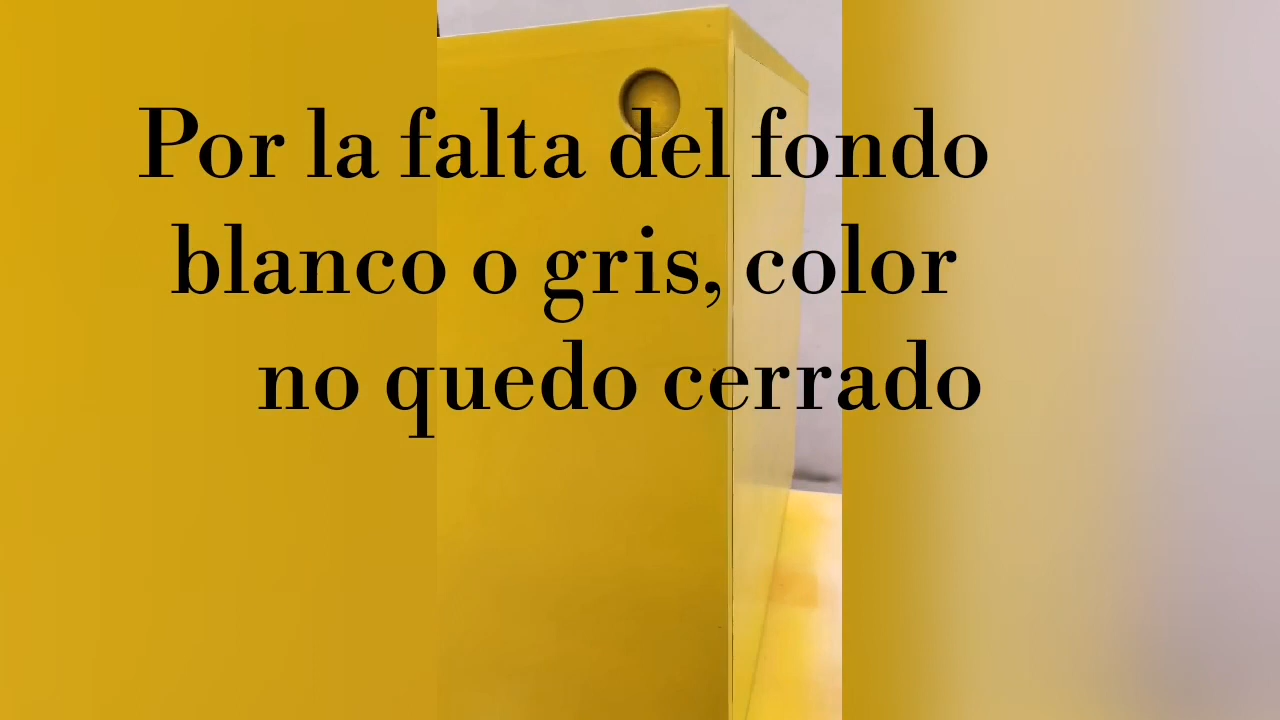 Por la falta del fondo
blanco o gris, color
no quedo cerrado